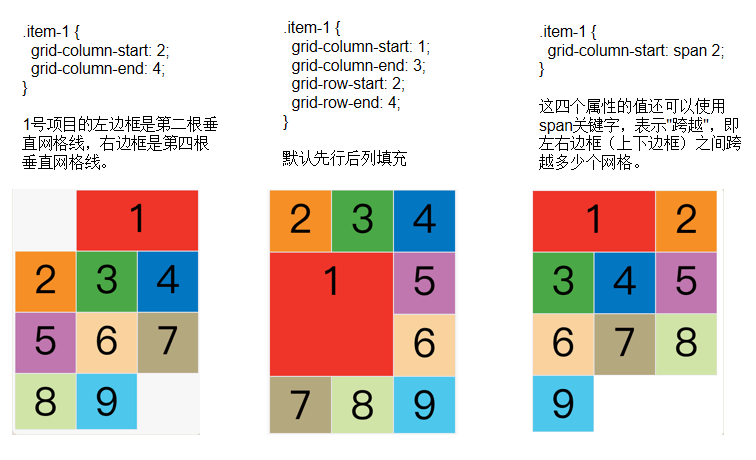 .item-1 {
grid-column-start: 2;
grid-column-end: 4;
}
1号项目的左边框是第二根垂
直网格线，右边框是第四根
垂直网格线。
1
2 3 4
5 6 7
8 9
.item-1 {
grid-column-start: 1;
grid-column-end: 3;
grid-row-start: 2;
grid-row-end: 4;
}
默认先行后列填充
2 3 4
1 5
6
7 8 9
.item-1 {
grid-column-start: span 2;
}
这四个属性的值还可以使用
span关键字，表示"跨越"，即
左右边框（上下边框）之间跨
越多少个网格。
1 2
3 4 5
6 7 8
9